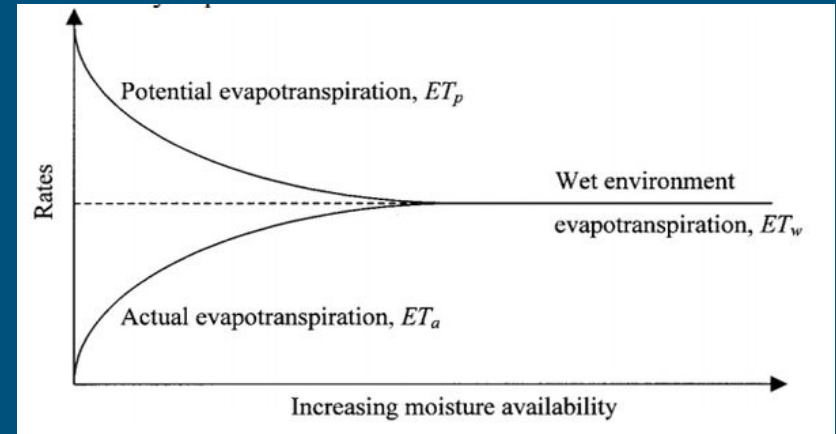 Potential evapotranspiration, ETp
Wet environment
evapotranspiration, ETw
Actual evapotranspiration, ETa
Rates
Increasing moisture availability